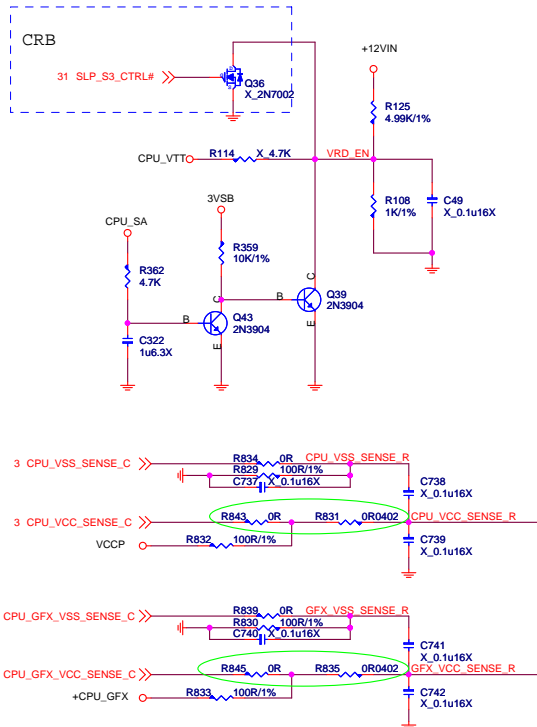 CRB
31 SLP_S3_CTRL#
Q36
X_2N7002
+12VIN
R125
4.99K/1%
CPU_VTT
R114
X_4.7K
VRD_EN
R108
1K/1%
C49
X_0.1u16X
3VSB
CPU_SA
R359
10K/1%
R362
4.7K
C
B
Q39
2N3904
E
C
B
Q43
2N3904
E
C322
1u6.3X
3 CPU_VSS_SENSE_C
R834
0R
CPU_VSS_SENSE_R
R829
100R/1%
C737
X_0.1u16X
C738
X_0.1u16X
3 CPU_VCC_SENSE_C
R843
0R
R831
0R0402
CPU_VCC_SENSE_R
VCCP
R832
100R/1%
C739
X_0.1u16X
CPU_GFX_VSS_SENSE_C
R839
0R
GFX_VSS_SENSE_R
R830
100R/1%
C740
X_0.1u16X
C741
X_0.1u16X
CPU_GFX_VCC_SENSE_C
R845
0R
R835
0R0402
GFX_VCC_SENSE_R
+CPU_GFX
R833
100R/1%
C742
X_0.1u16X